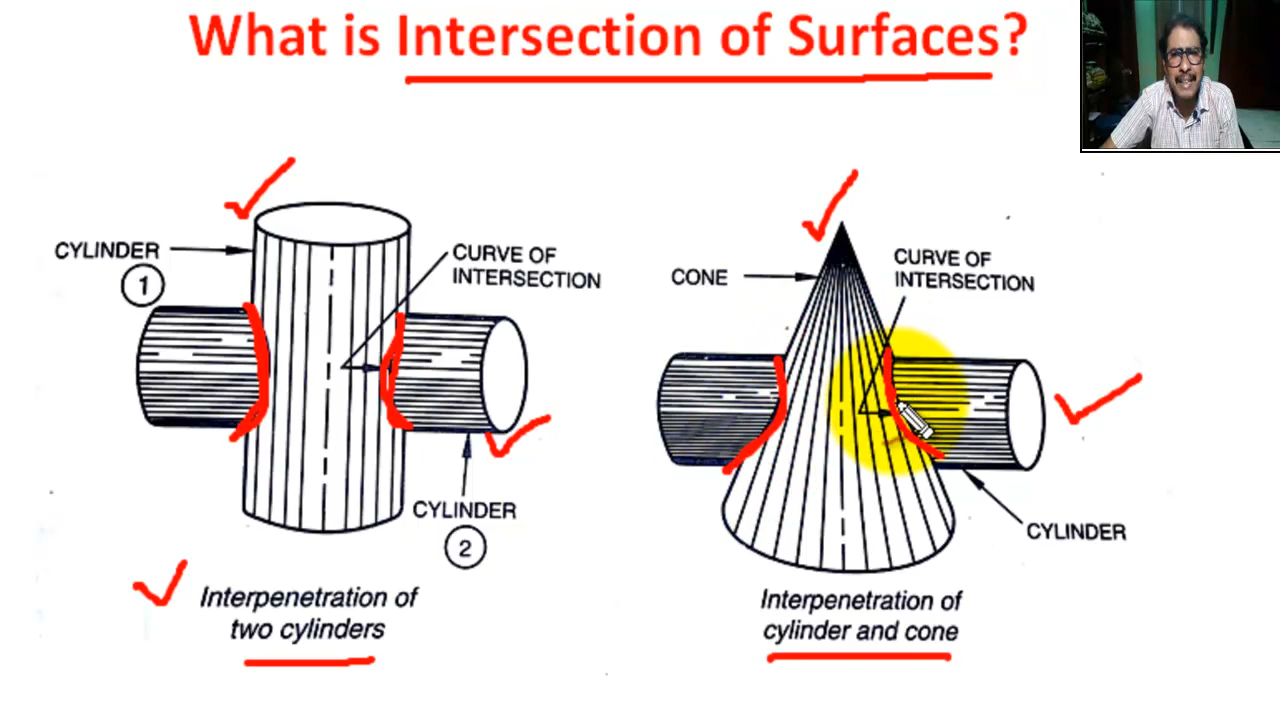 What is Intersection of Surfaces?
CYLINDER
1
CURVE OF
INTERSECTION
CYLINDER
2
Interpenetration of
two cylinders
CONE
CURVE OF
INTERSECTION
CYLINDER
Interpenetration of
cylinder and cone